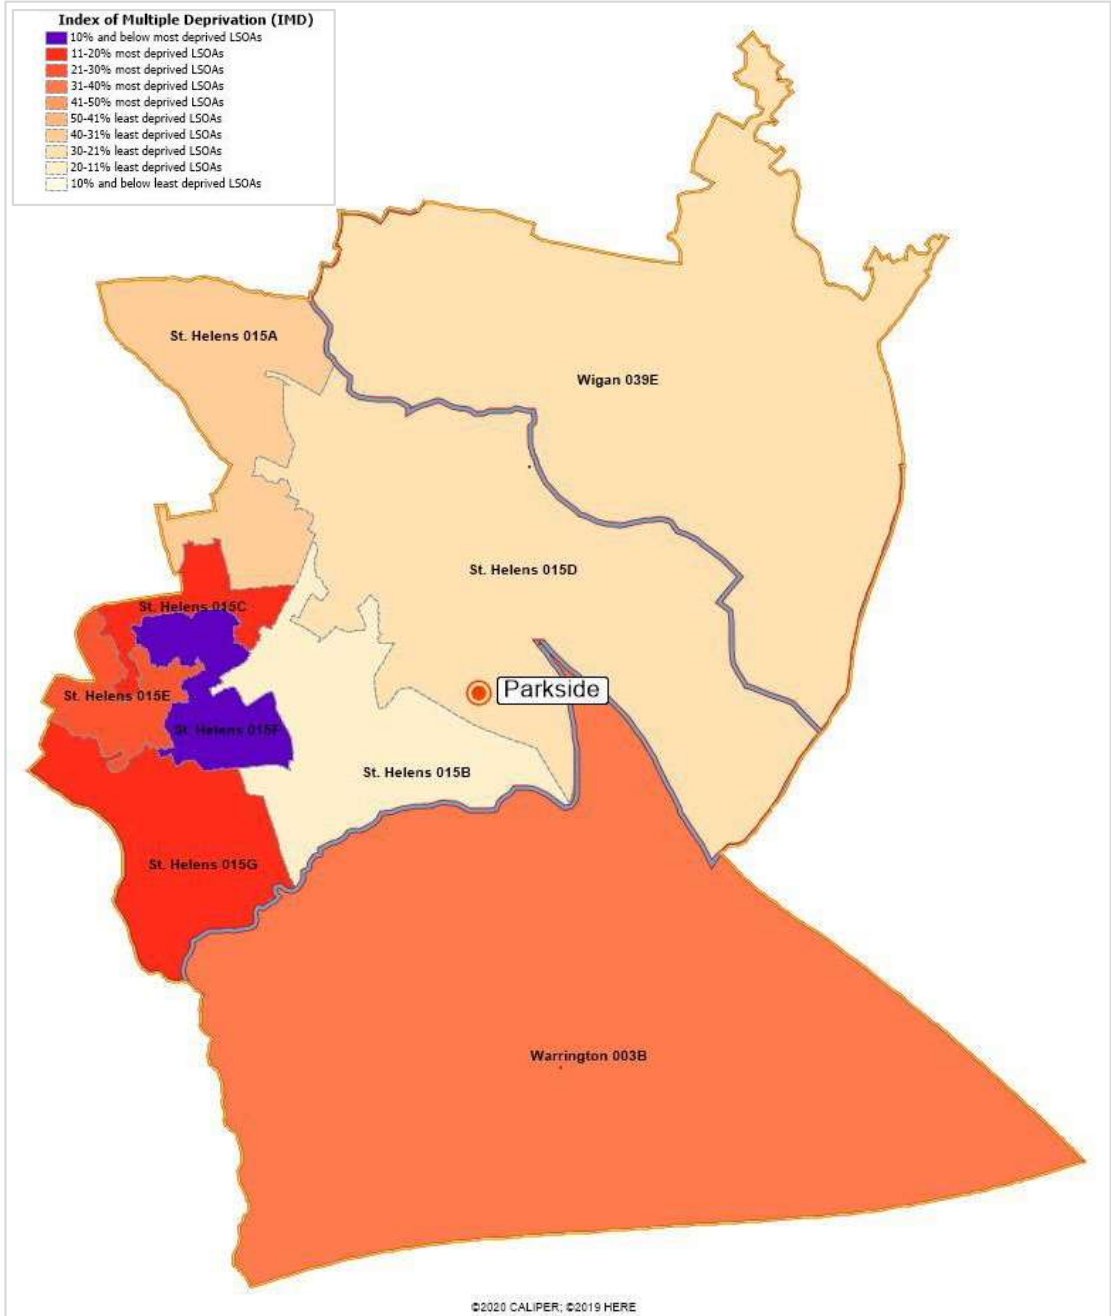 Index of Multiple Deprivation (IMD)
10% and below most deprived LSOAs
11-20% most deprived LSOAs
21-30% most deprived LSOAs
31-40% most deprived LSOAs
41-50% most deprived LSOAs
50-41% least deprived LSOAs
40-31% least deprived LSOAs
30-21% least deprived LSOAs
20-11% least deprived LSOAs
10% and below least deprived LSOAs
St. Helens 015A
Wigan 039E
St. Helens 015D
St. Helens 015C
Parkside
St. Helens 015E
St. Helens 015F
St. Helens 015B
St. Helens 015G
Warrington 003B
©2020 CALIPER; ©2019 HERE